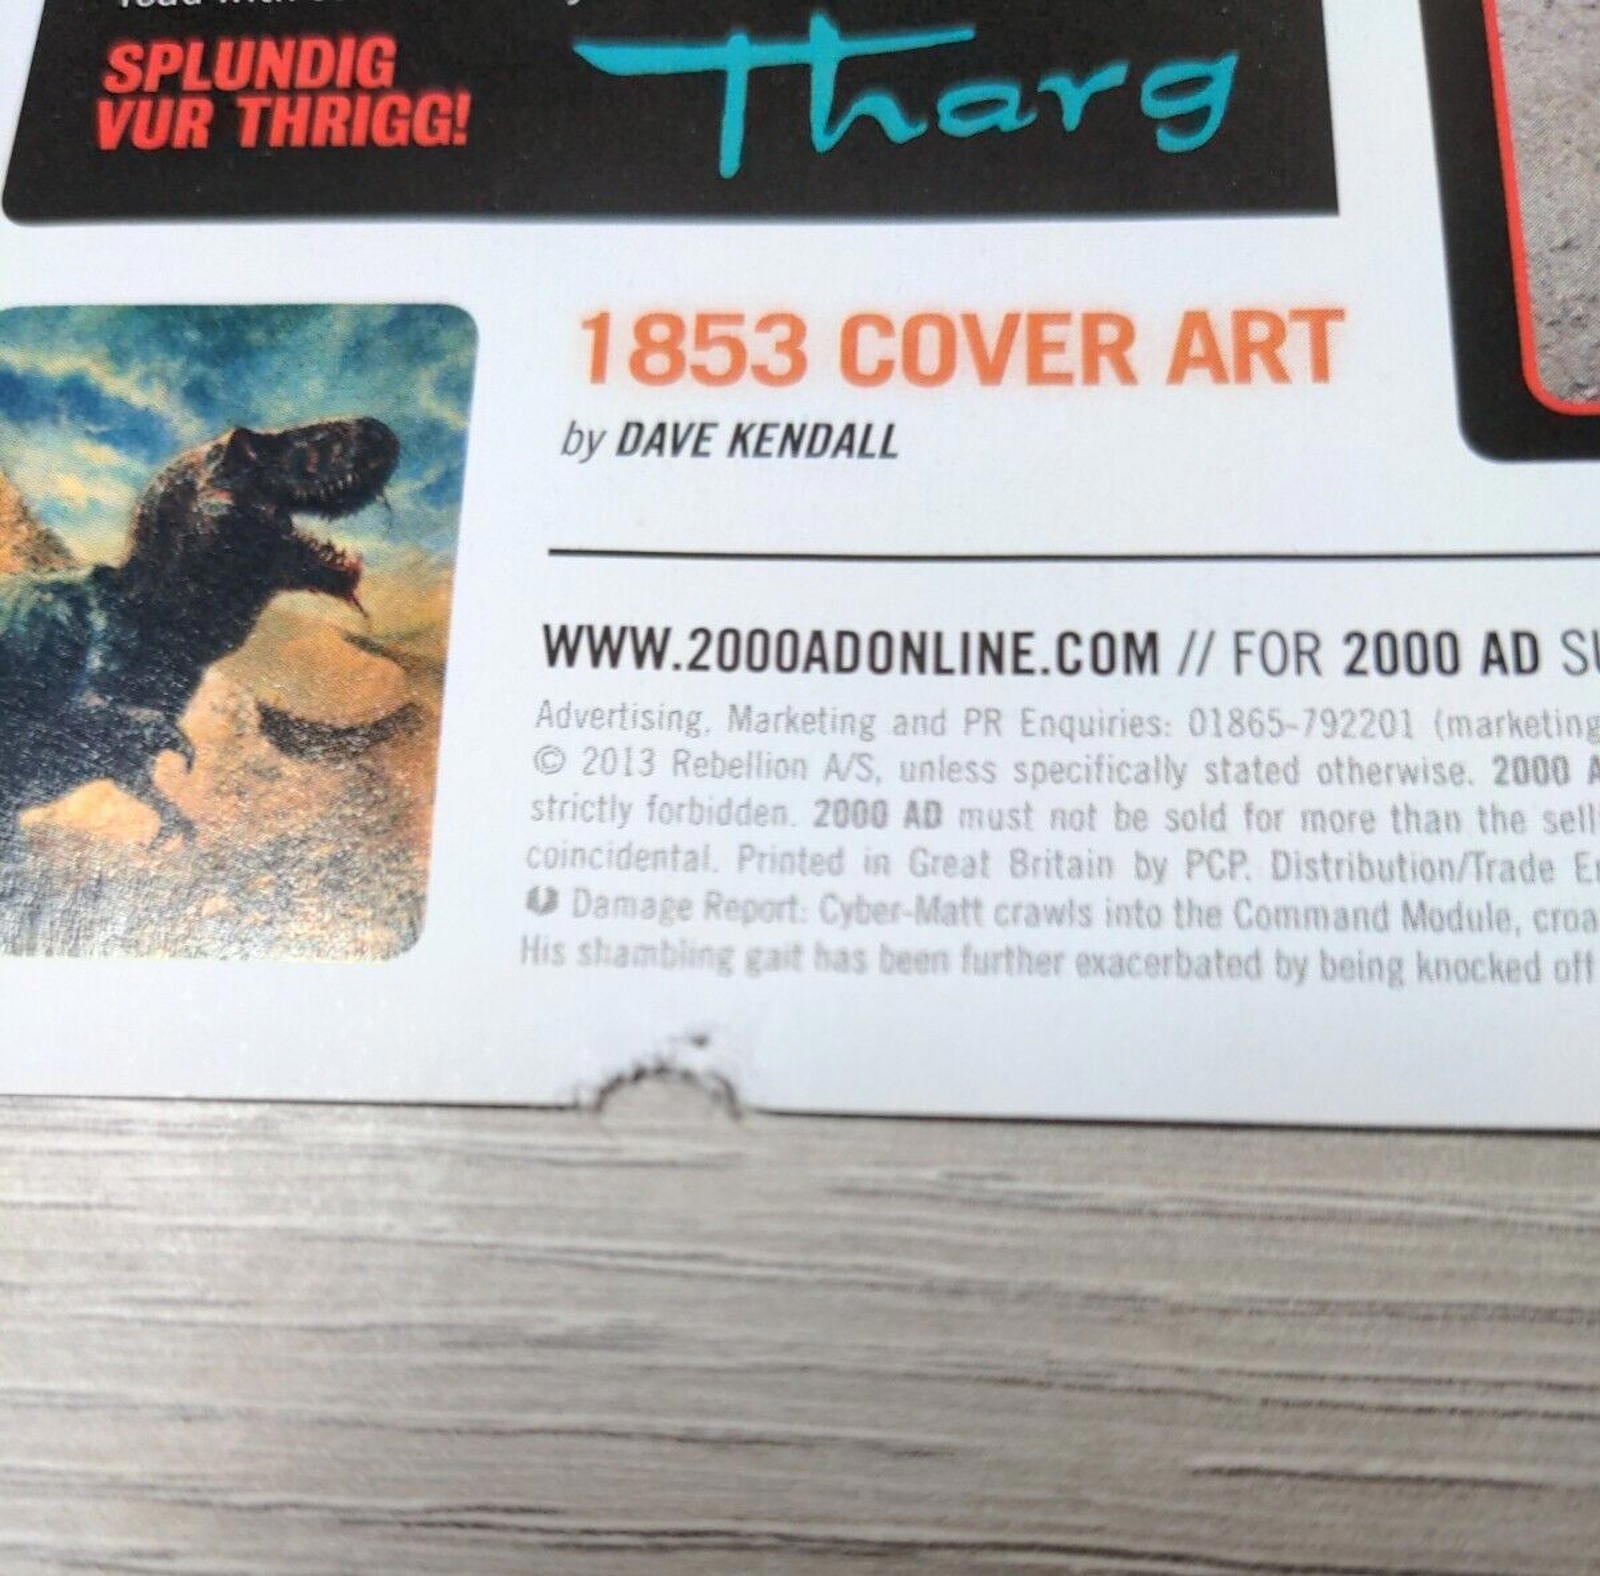 SPLUNDIG
VUR THRIGG!
Tharg
1853 COVER ART
by DAVE KENDALL
WWW.2000ADONLINE.COM // FOR 2000 AD
Advertising, Marketing and PR Enquiries: 01865-792201 (marketing
© 2013 Rebellion A/S, unless specifically stated otherwise. 2000
strictly forbidden. 2000 AD must not be sold for more than the
coincidental. Printed in Great Britain by PCP. Distribution/Trade
Damage Report: Cyber-Matt crawls into the Command Module,
His shambling gait has been further exacerbated by being knocked off